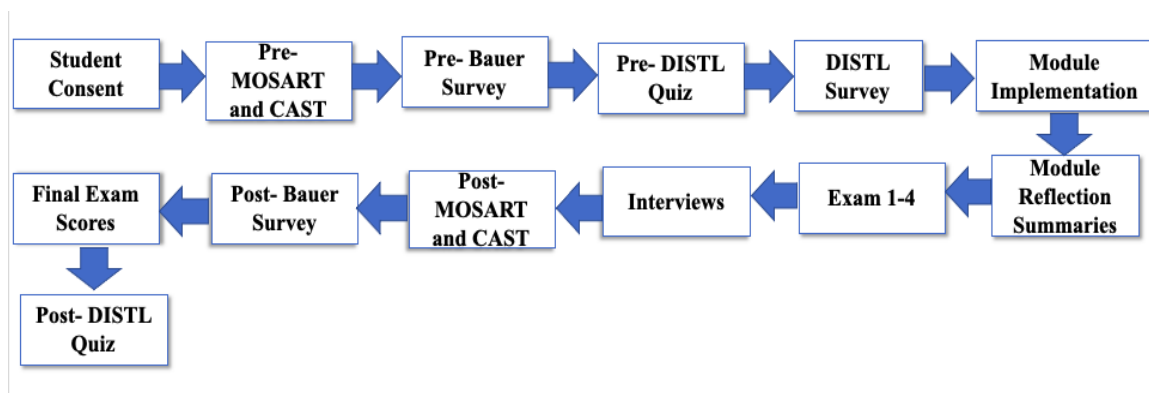 Student
Consent
Pre-
MOSART
and CAST
Pre- Bauer
Survey
Pre- DISTL
Quiz
DISTL
Survey
Module
Implementation
Final Exam
Scores
Post- Bauer
Survey
Post-
MOSART
and CAST
Interviews
Exam 1-4
Module
Reflection
Summaries
Post- DISTL
Quiz